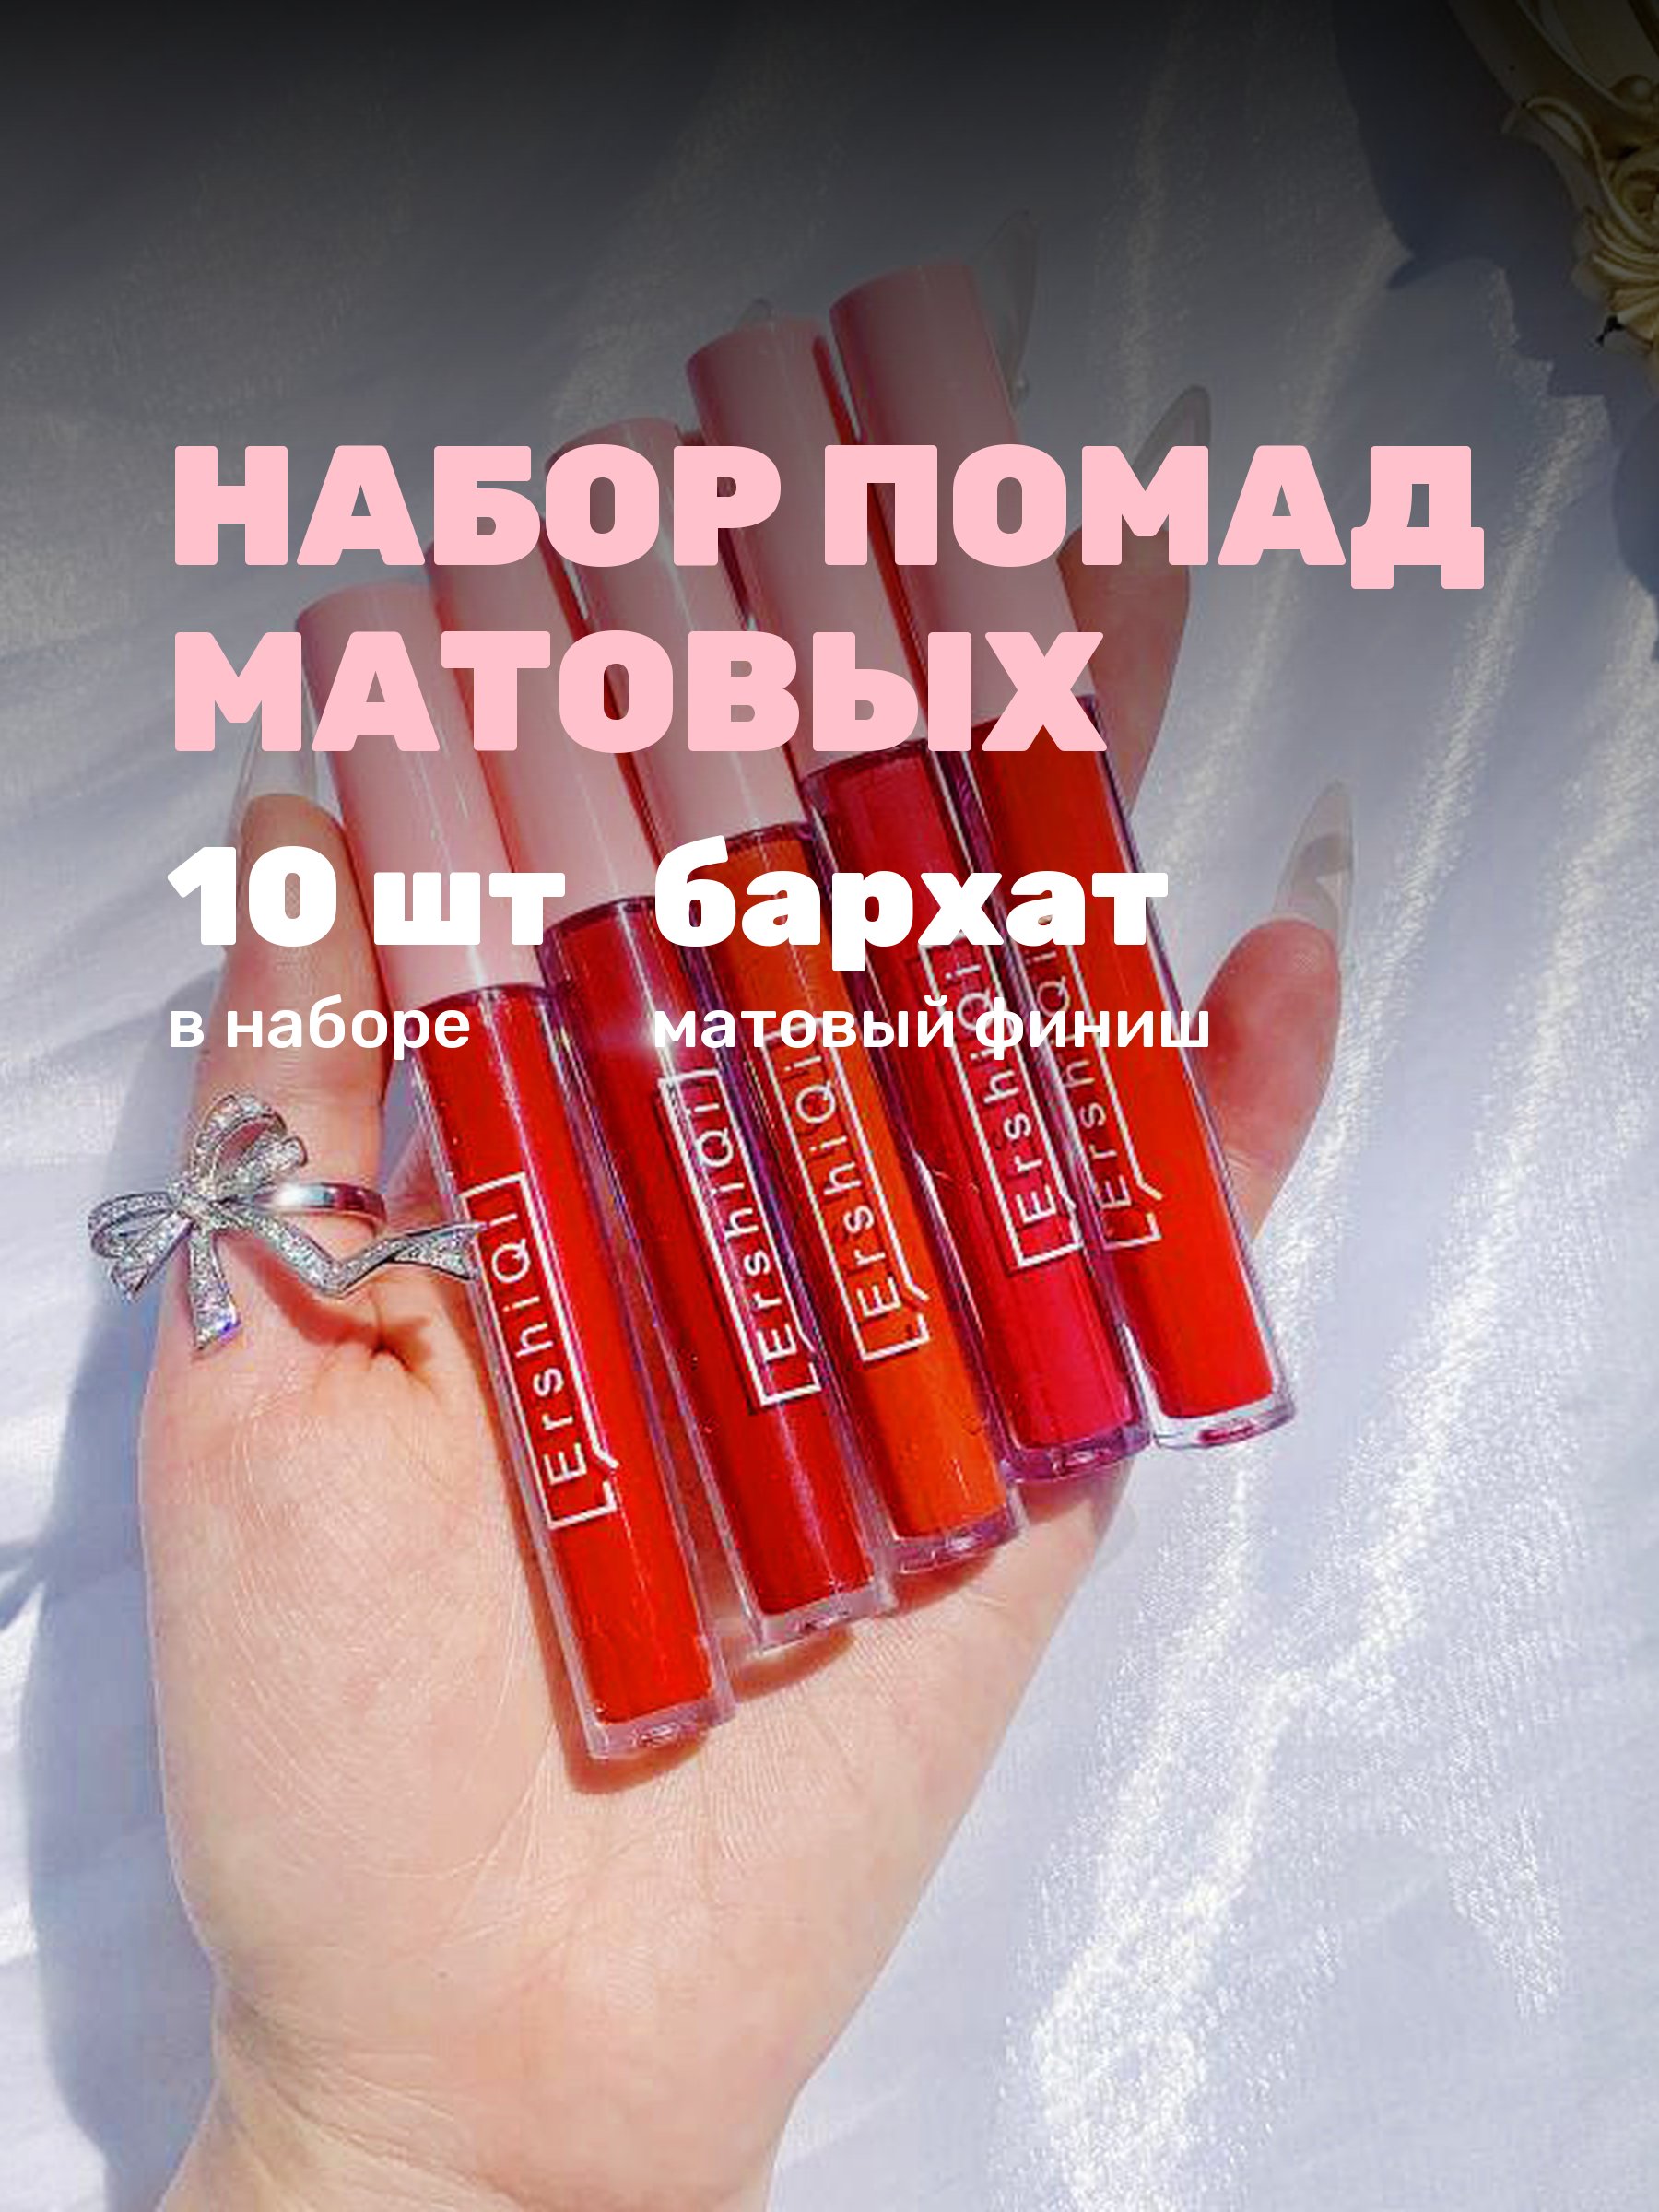 НАБОР ПОМАД
МАТОВЫХ
10 шт бархат
в наборе матовый финиш
ErshiQI
ErshiQI
ErshiQI
ErshiQi
ErshiQi